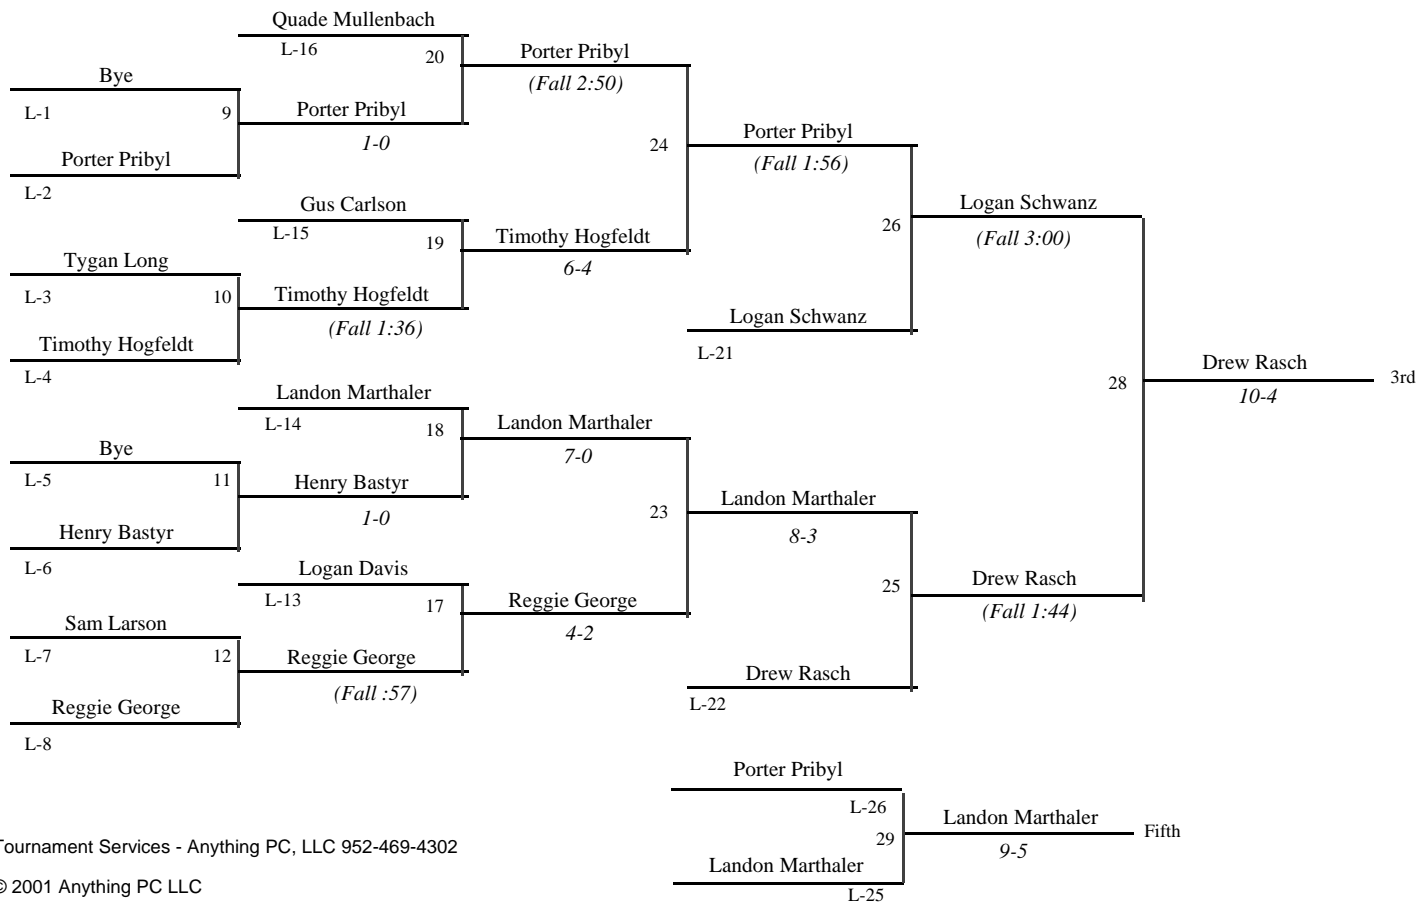 Quade Mullenbach
L-16
20
Porter Pribyl
(Fall 2:50)
Bye
L-1
9
Porter Pribyl
1-0
Porter Pribyl
L-2
24
Porter Pribyl
(Fall 1:56)
Gus Carlson
L-15
19
Timothy Hogfeldt
6-4
Tygan Long
L-3
10
Timothy Hogfeldt
(Fall 1:36)
Timothy Hogfeldt
L-4
26
Logan Schwanz
(Fall 3:00)
Logan Schwanz
L-21
28
Drew Rasch
10-4
3rd
Landon Marthaler
L-14
18
Landon Marthaler
7-0
Bye
L-5
11
Henry Bastyr
1-0
Henry Bastyr
L-6
23
Landon Marthaler
8-3
Logan Davis
L-13
17
Reggie George
4-2
Sam Larson
L-7
12
Reggie George
(Fall :57)
Reggie George
L-8
25
Drew Rasch
(Fall 1:44)
Drew Rasch
L-22
Porter Pribyl
L-26
29
Landon Marthaler
9-5
Fifth
Landon Marthaler
L-25
Tournament Services - Anything PC, LLC 952-469-4302
© 2001 Anything PC LLC